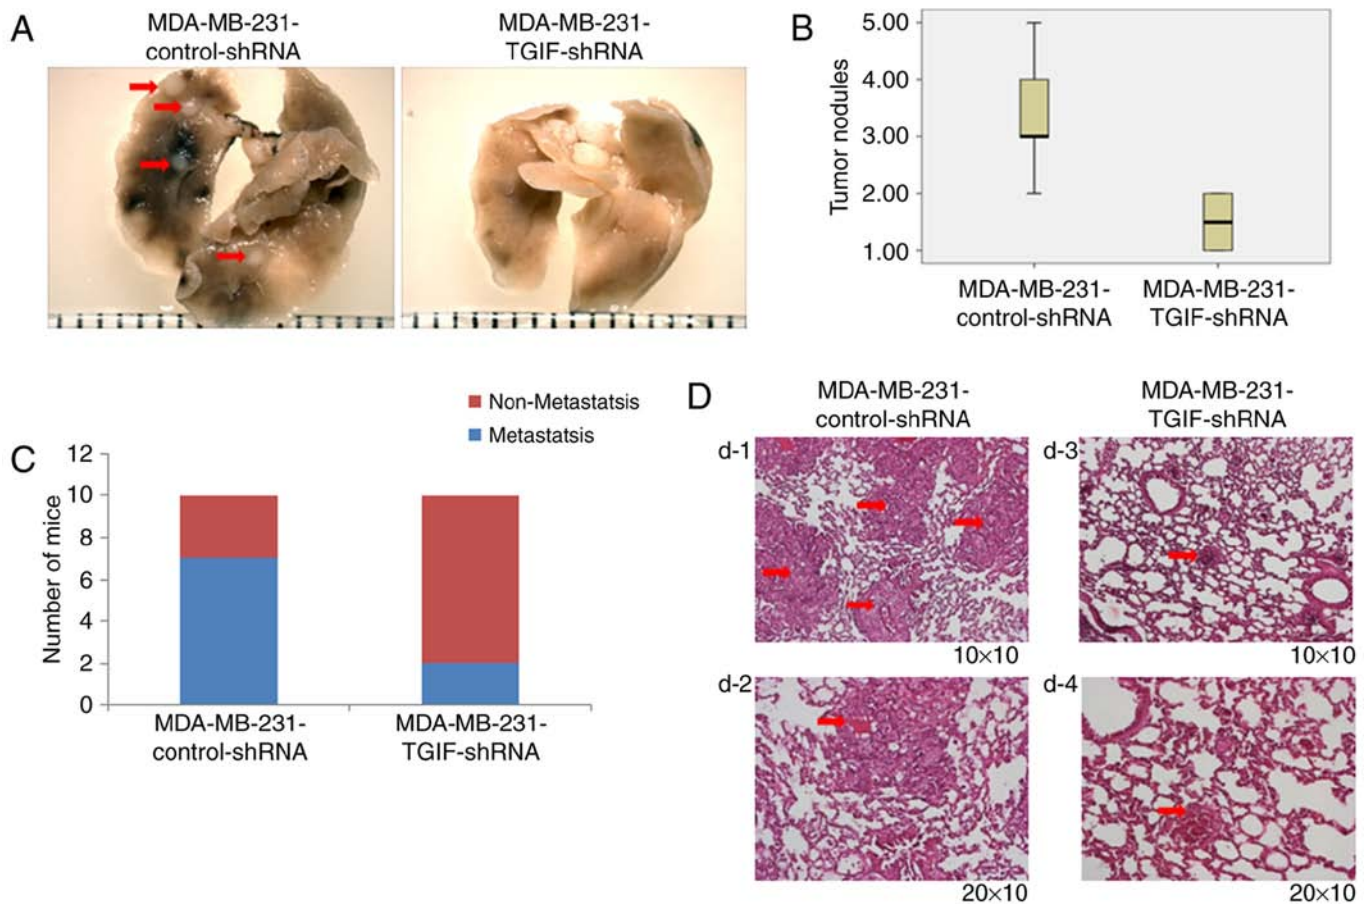 A
MDA-MB-231-
control-shRNA
MDA-MB-231-
TGIF-shRNA
B
Tumor nodules
5.00
4.00
3.00
2.00
1.00
MDA-MB-231-
control-shRNA
MDA-MB-231-
TGIF-shRNA
C
Non-Metastatsis
Metastatsis
Number of mice
12
10
8
6
4
2
0
MDA-MB-231-
control-shRNA
MDA-MB-231-
TGIF-shRNA
D
MDA-MB-231-
control-shRNA
MDA-MB-231-
TGIF-shRNA
d-1
10×10
d-3
10×10
d-2
20×10
d-4
20×10